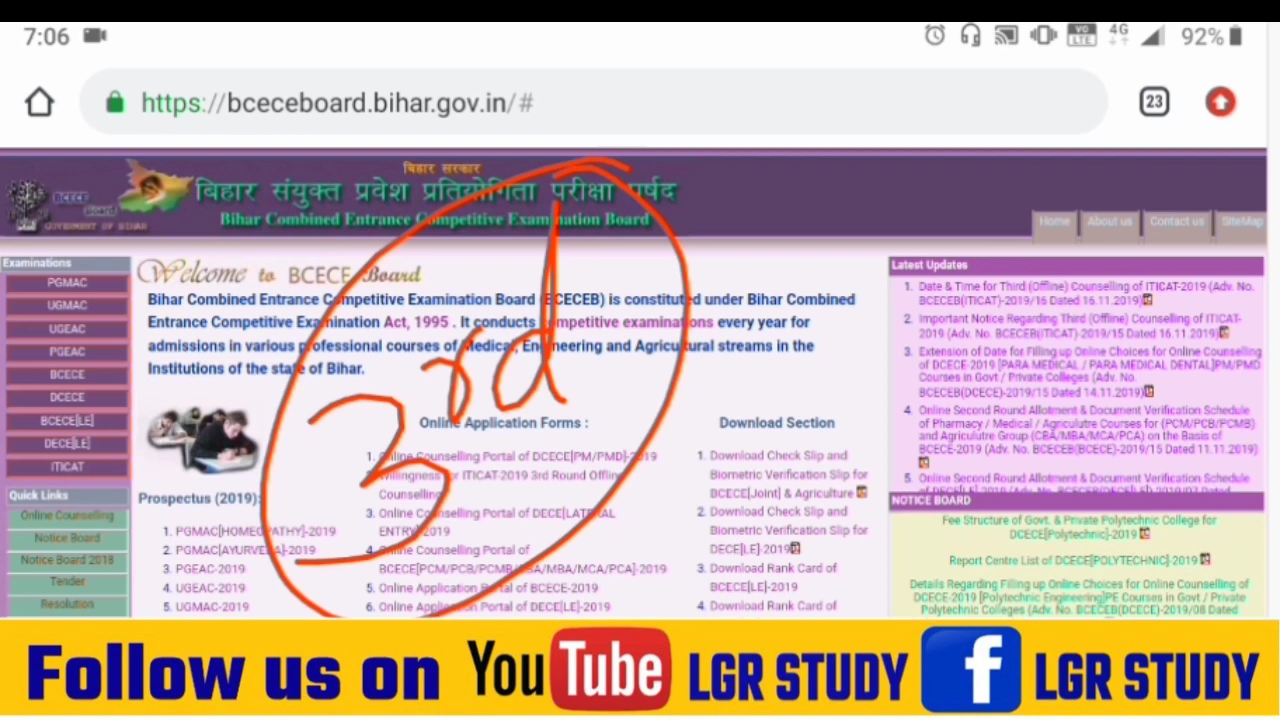 7:06
VO LTE 4G 92%
https://bceceboard.bihar.gov.in/#
23
बिहार सरकार
बिहार संयुक्त प्रवेश प्रतियोगिता परीक्षा पर्षद
Bihar Combined Entrance Competitive Examination Board
BCECE Board
GOVERNMENT OF BIHAR
Home About us Contact us SiteMap
Examinations
PGMAC
UGMAC
UGEAC
PGEAC
BCECE
DCECE
BCECE[LE]
DECE[LE]
ITICAT
Quick Links
Online Counselling
Notice Board
Notice Board 2018
Tender
Resolution
Welcome to BCECE Board
Bihar Combined Entrance Competitive Examination Board (BCECEB) is constituted under Bihar Combined
Entrance Competitive Examination Act, 1995 . It conducts competitive examinations every year for
admissions in various professional courses of Medical, Engineering and Agricultural streams in the
Institutions of the state of Bihar.
3rd
Prospectus (2019):
1. PGMAC[HOMEOPATHY]-2019
2. PGMAC[AYURVEDA]-2019
3. PGEAC-2019
4. UGEAC-2019
5. UGMAC-2019
Online Application Forms :
1. Online Counselling Portal of DCECE[PM/PMD]-2019
2. Willingness for ITICAT-2019 3rd Round Offline
Counselling
3. Online Counselling Portal of DECE[LATERAL
ENTRY]-2019
4. Online Counselling Portal of
BCECE[PCM/PCB/PCMB/CBA/MBA/MCA/PCA]-2019
5. Online Application Portal of BCECE-2019
6. Online Application Portal of DECE[LE]-2019
Download Section
1. Download Check Slip and
Biometric Verification Slip for
BCECE[Joint] & Agriculture
2. Download Check Slip and
Biometric Verification Slip for
DECE[LE]-2019
3. Download Rank Card of
BCECE[LE]-2019
4. Download Rank Card of
Latest Updates
1. Date & Time for Third (Offline) Counselling of ITICAT-2019 (Adv. No.
BCECEB(ITICAT)-2019/16 Dated 16.11.2019)
2. Important Notice Regarding Third (Offline) Counselling of ITICAT-
2019 (Adv. No. BCECEB(ITICAT)-2019/15 Dated 16.11.2019)
3. Extension of Date for Filling up Online Choices for Online Counselling
of DCECE-2019 [PARA MEDICAL / PARA MEDICAL DENTAL]PM/PMD
Courses in Govt / Private Colleges (Adv. No.
BCECEB(DCECE)-2019/15 Dated 14.11.2019)
4. Online Second Round Allotment & Document Verification Schedule
of Pharmacy / Medical / Agriculutre Courses for (PCM/PCB/PCMB)
and Agriculutre Group (CBA/MBA/MCA/PCA) on the Basis of
BCECE-2019 (Adv. No. BCECEB(BCECE)-2019/15 Dated 11.11.2019)
5. Online Second Round Allotment & Document Verification Schedule
NOTICE BOARD
Fee Structure of Govt. & Private Polytechnic College for
DCECE[Polytechnic]-2019
Report Centre List of DCECE[POLYTECHNIC]-2019
Details Regarding Filling up Online Choices for Online Counselling of
DCECE-2019 [Polytechnic Engineering]PE Courses in Govt / Private
Polytechnic Colleges (Adv. No. BCECEB(DCECE)-2019/08 Dated
Follow us on YouTube LGR STUDY f LGR STUDY